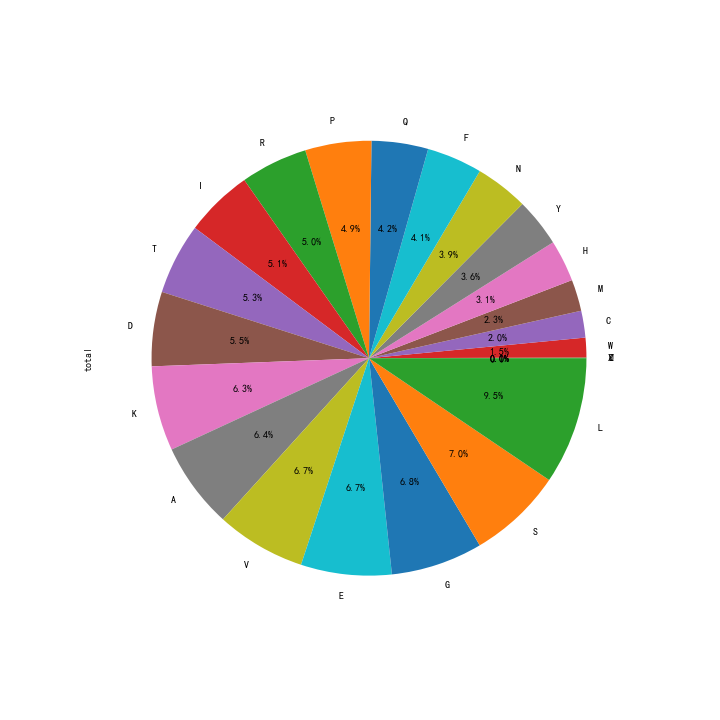 P
Q
R
F
I
N
T
Y
D
H
K
M
A
C
V
W
E
L
G
S
total
4.9%
4.2%
5.0%
4.1%
5.1%
3.9%
5.3%
3.6%
5.5%
3.1%
6.3%
2.3%
6.4%
2.0%
6.7%
1.5%
6.7%
9.5%
6.8%
7.0%